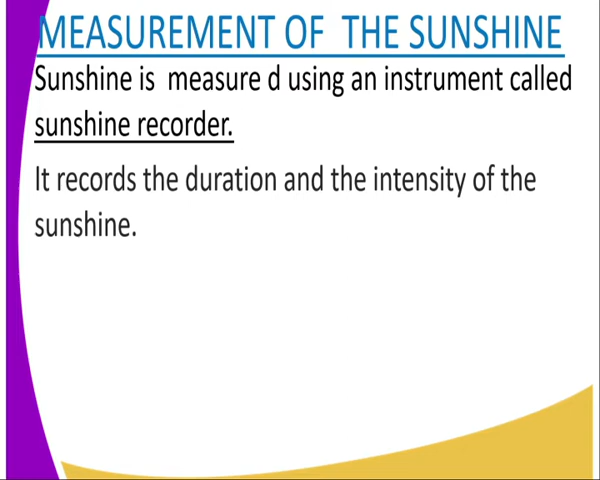 MEASUREMENT OF  THE SUNSHINE
Sunshine is  measure d using an instrument called
sunshine recorder.
It records the duration and the intensity of the
sunshine.